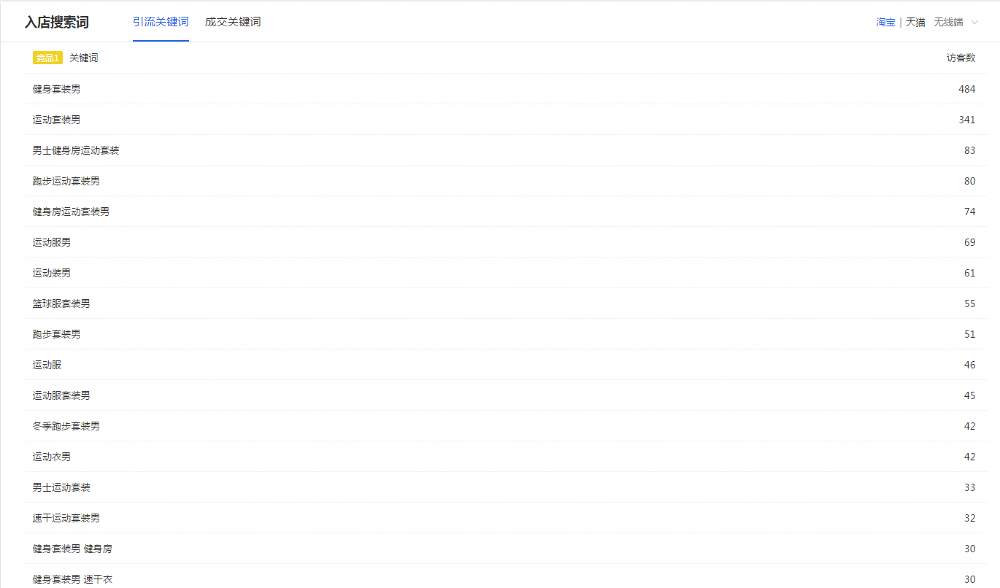 入店搜索词 引流关键词 成交关键词 淘宝 | 天猫 无线端
竞品1 关键词 访客数
健身套装男 484
运动套装男 341
男士健身房运动套装 83
跑步运动套装男 80
健身房运动套装男 74
运动服男 69
运动装男 61
篮球服套装男 55
跑步套装男 51
运动服 46
运动服套装男 45
冬季跑步套装男 42
运动衣男 42
男士运动套装 33
速干运动套装男 32
健身套装男 健身房 30
健身套装男 速干衣 30